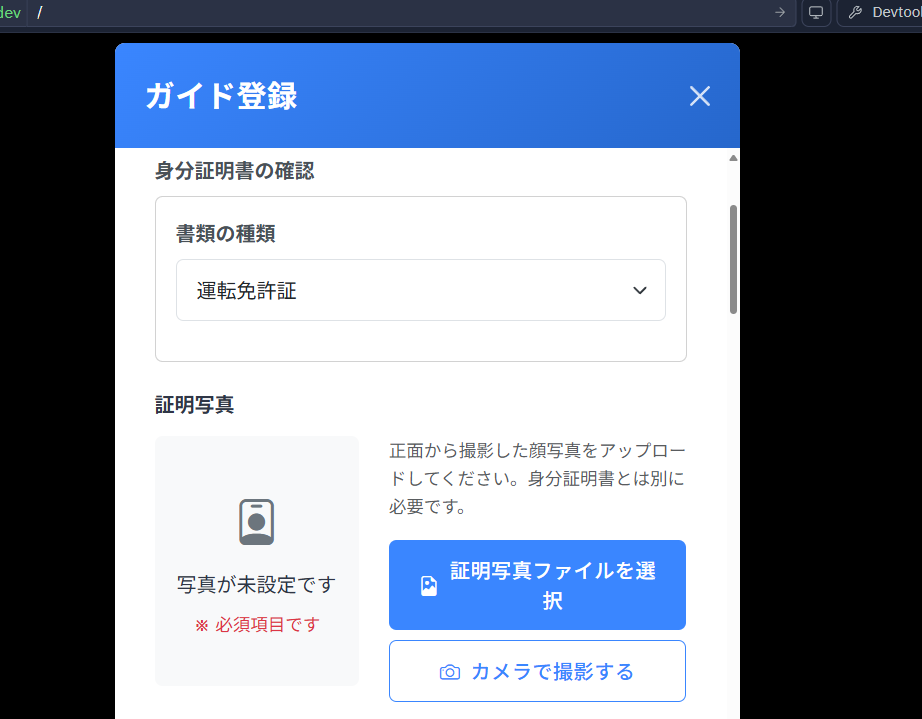 dev /
Devtool
ガイド登録
身分証明書の確認
書類の種類
運転免許証
証明写真
正面から撮影した顔写真をアップロー
ドしてください。身分証明書とは別に
必要です。
写真が未設定です
※ 必須項目です
証明写真ファイルを選
択
カメラで撮影する